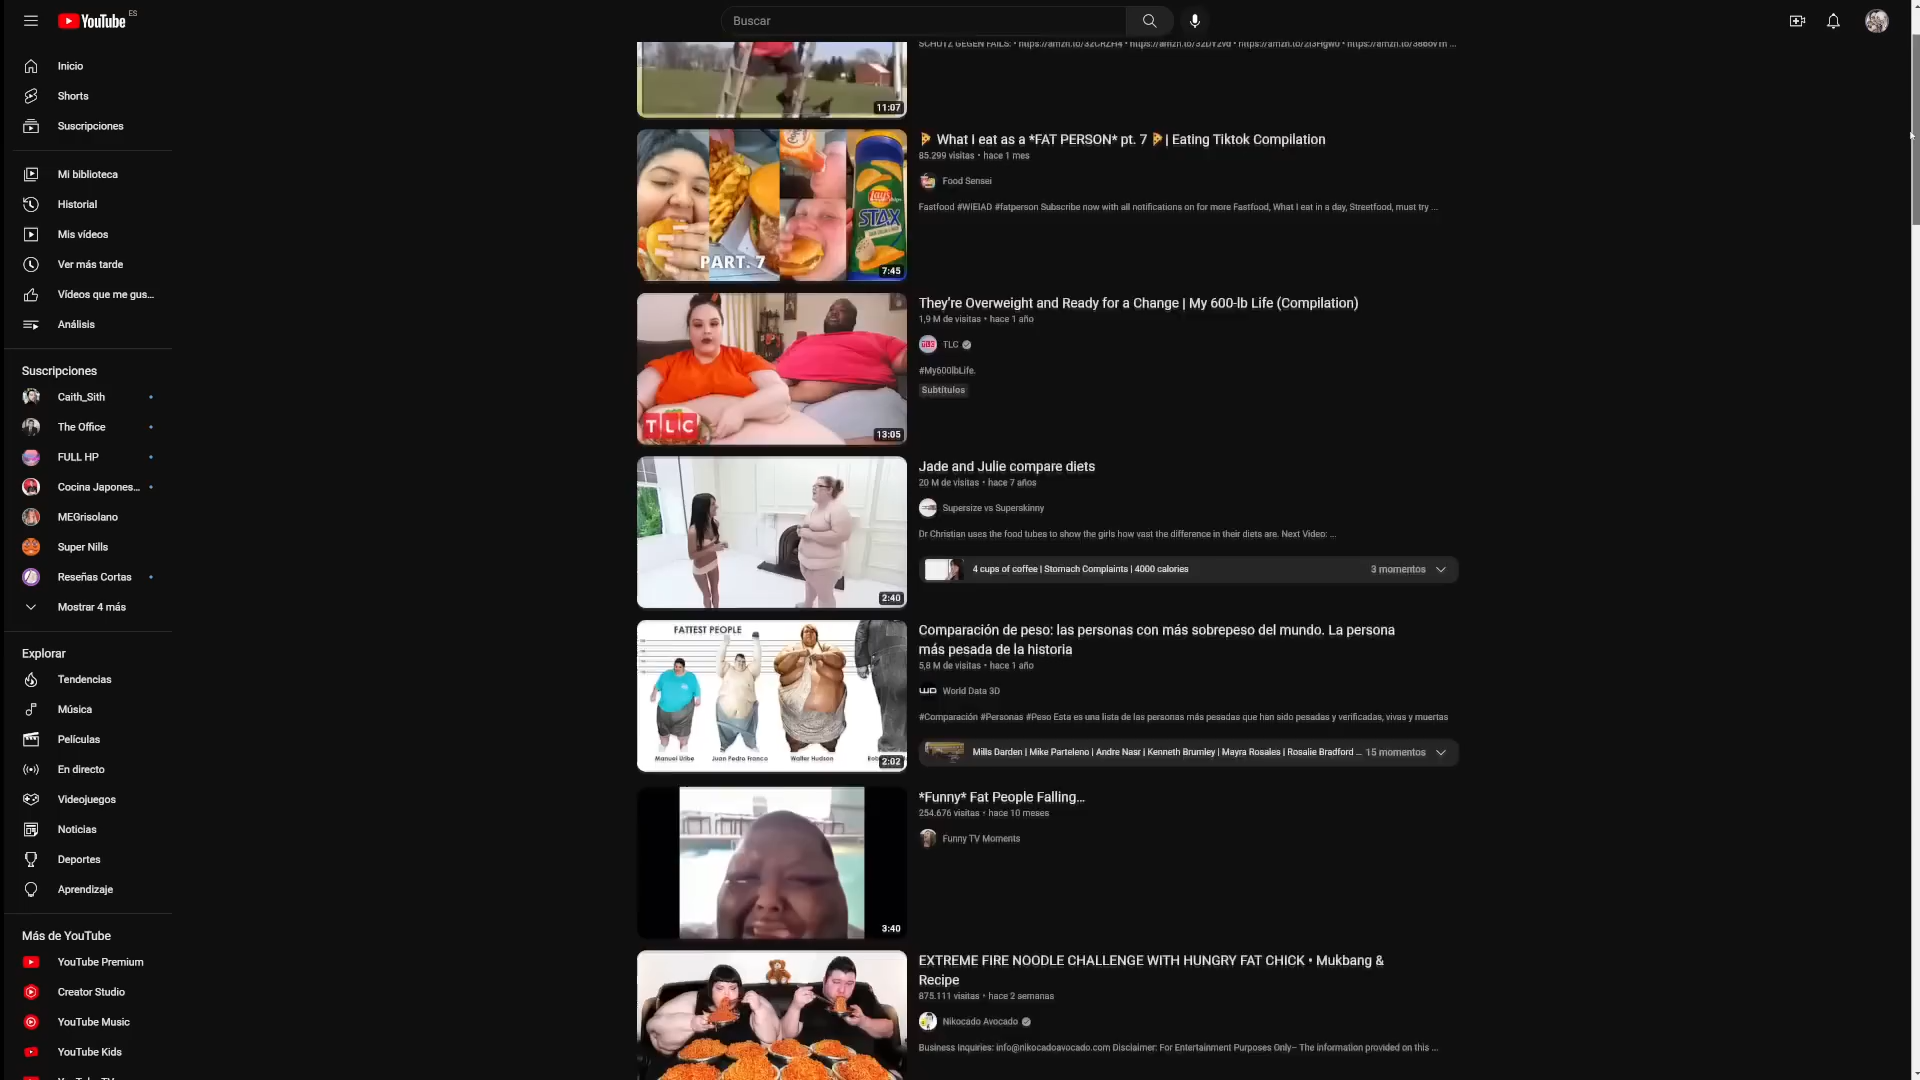 YouTube ES
Buscar
Inicio
Shorts
Suscripciones
Mi biblioteca
Historial
Mis vídeos
Ver más tarde
Vídeos que me gus...
Análisis
Suscripciones
Caith_Sith
The Office
FULL HP
Cocina Japones...
MEGrisolano
Super Nills
Reseñas Cortas
Mostrar 4 más
Explorar
Tendencias
Música
Películas
En directo
Videojuegos
Noticias
Deportes
Aprendizaje
Más de YouTube
YouTube Premium
Creator Studio
YouTube Music
YouTube Kids
SCHUTZ GEGEN FAILS:
11:07
What I eat as a *FAT PERSON* pt. 7 | Eating Tiktok Compilation
85.299 visitas • hace 1 mes
Food Sensei
Fastfood #WIEIAD #fatperson Subscribe now with all notifications on for more Fastfood, What I eat in a day, Streetfood, must try ...
Lay's
STAX
PART. 7
7:45
They're Overweight and Ready for a Change | My 600-lb Life (Compilation)
1,9 M de visitas • hace 1 año
TLC
#My600lbLife.
Subtítulos
TLC
13:05
Jade and Julie compare diets
20 M de visitas • hace 7 años
Supersize vs Superskinny
Dr Christian uses the food tubes to show the girls how vast the difference in their diets are. Next Video: ...
4 cups of coffee | Stomach Complaints | 4000 calories
3 momentos
2:40
FATTEST PEOPLE
Manuel Uribe
Juan Pedro Franco
Walter Hudson
2:02
Comparación de peso: las personas con más sobrepeso del mundo. La persona
más pesada de la historia
5,8 M de visitas • hace 1 año
World Data 3D
#Comparación #Personas #Peso Esta es una lista de las personas más pesadas que han sido pesadas y verificadas, vivas y muertas
Mills Darden | Mike Parteleno | Andre Nasr | Kenneth Brumley | Mayra Rosales | Rosalie Bradford ...
15 momentos
*Funny* Fat People Falling...
254.676 visitas • hace 10 meses
Funny TV Moments
3:40
EXTREME FIRE NOODLE CHALLENGE WITH HUNGRY FAT CHICK • Mukbang &
Recipe
875.111 visitas • hace 2 semanas
Nikocado Avocado
Business Inquiries: info@nikocadoavocado.com Disclaimer: For Entertainment Purposes Only-- The information provided on this ...